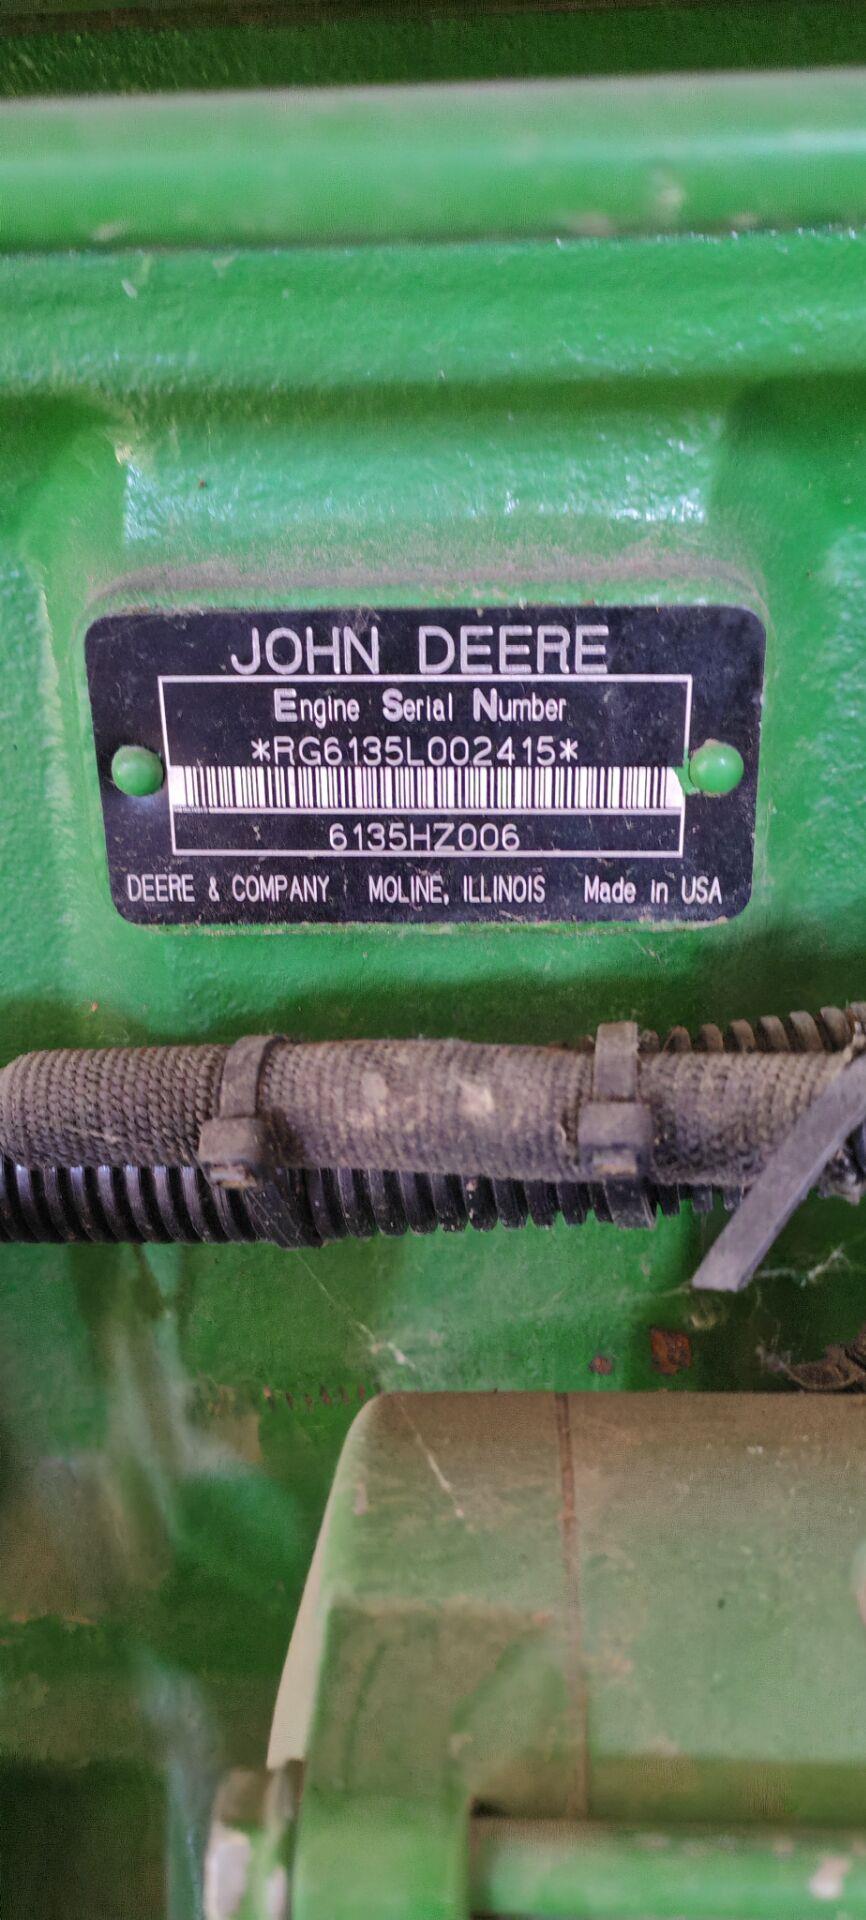 JOHN DEERE
Engine Serial Number
*RG6135L002415*
6135HZ006
DEERE & COMPANY MOLINE, ILLINOIS Made in USA